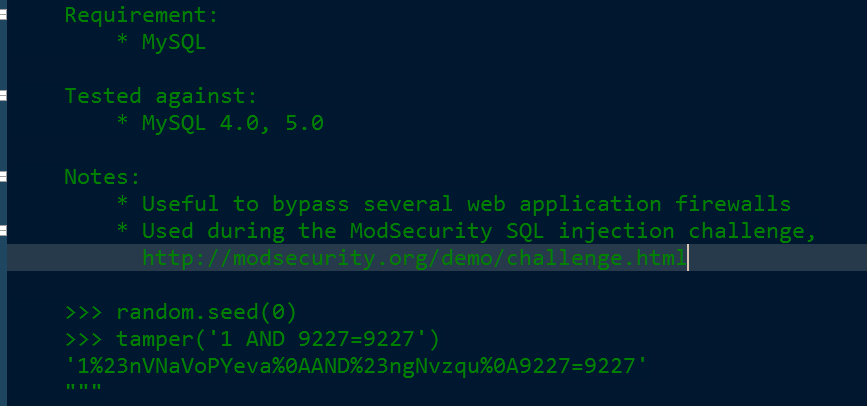 Requirement:
* MySQL
Tested against:
* MySQL 4.0, 5.0
Notes:
* Useful to bypass several web application firewalls
* Used during the ModSecurity SQL injection challenge,
http://modsecurity.org/demo/challenge.html
>>> random.seed(0)
>>> tamper('1 AND 9227=9227')
'1%23nVNaVoPYeva%0AAND%23ngNvzqu%0A9227=9227'
"""